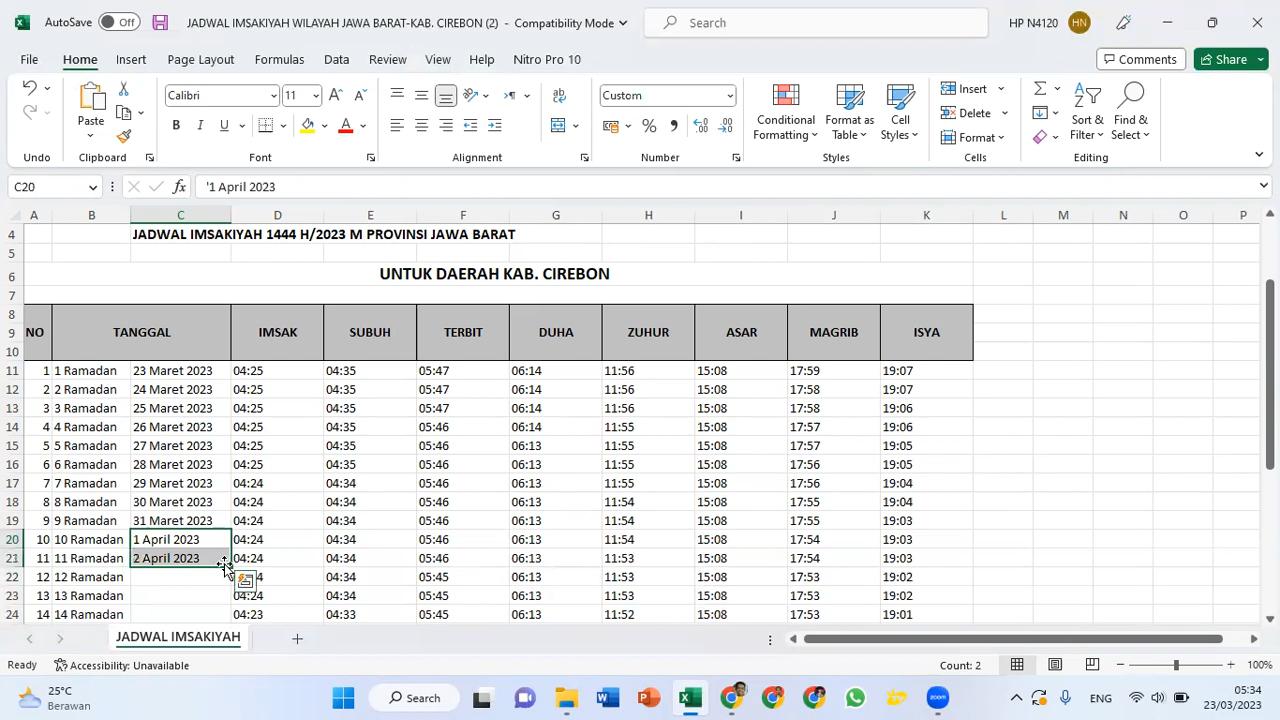 AutoSave Off JADWAL IMSAKIYAH WILAYAH JAWA BARAT-KAB. CIREBON (2) - Compatibility Mode Search HP N4120 HN
File Home Insert Draw Page Layout Formulas Data Review View Help Nitro Pro 10 Comments Share
Calibri 11 A A Custom Insert
Paste B I U A ab % , Conditional Formatting Format as Table Cell Styles Delete Format Sort & Filter Find & Select
Undo Clipboard Font Alignment Number Styles Cells Editing
C20 fx '1 April 2023
A B C D E F G H I J K L M N O P
4 JADWAL IMSAKIYAH 1444 H/2023 M PROVINSI JAWA BARAT
5
6 UNTUK DAERAH KAB. CIREBON
7
8
9 NO TANGGAL IMSAK SUBUH TERBIT DUHA ZUHUR ASAR MAGRIB ISYA
10
11 1 1 Ramadan 23 Maret 2023 04:25 04:35 05:47 06:14 11:56 15:08 17:59 19:07
12 2 2 Ramadan 24 Maret 2023 04:25 04:35 05:47 06:14 11:56 15:08 17:58 19:07
13 3 3 Ramadan 25 Maret 2023 04:25 04:35 05:47 06:14 11:56 15:08 17:58 19:06
14 4 4 Ramadan 26 Maret 2023 04:25 04:35 05:46 06:14 11:55 15:08 17:57 19:06
15 5 5 Ramadan 27 Maret 2023 04:25 04:35 05:46 06:13 11:55 15:08 17:57 19:05
16 6 6 Ramadan 28 Maret 2023 04:25 04:35 05:46 06:13 11:55 15:08 17:56 19:05
17 7 7 Ramadan 29 Maret 2023 04:24 04:34 05:46 06:13 11:55 15:08 17:56 19:04
18 8 8 Ramadan 30 Maret 2023 04:24 04:34 05:46 06:13 11:54 15:08 17:55 19:04
19 9 9 Ramadan 31 Maret 2023 04:24 04:34 05:46 06:13 11:54 15:08 17:55 19:03
20 10 10 Ramadan 1 April 2023 04:24 04:34 05:46 06:13 11:54 15:08 17:54 19:03
21 11 11 Ramadan 2 April 2023 04:24 04:34 05:46 06:13 11:53 15:08 17:54 19:03
22 12 12 Ramadan 4 04:34 05:45 06:13 11:53 15:08 17:53 19:02
23 13 13 Ramadan 04:24 04:34 05:45 06:13 11:53 15:08 17:53 19:02
24 14 14 Ramadan 04:23 04:33 05:45 06:13 11:52 15:08 17:53 19:01
JADWAL IMSAKIYAH
Ready Accessibility: Unavailable Count: 2 100%
25°C
Berawan Search ENG 05:34
23/03/2023